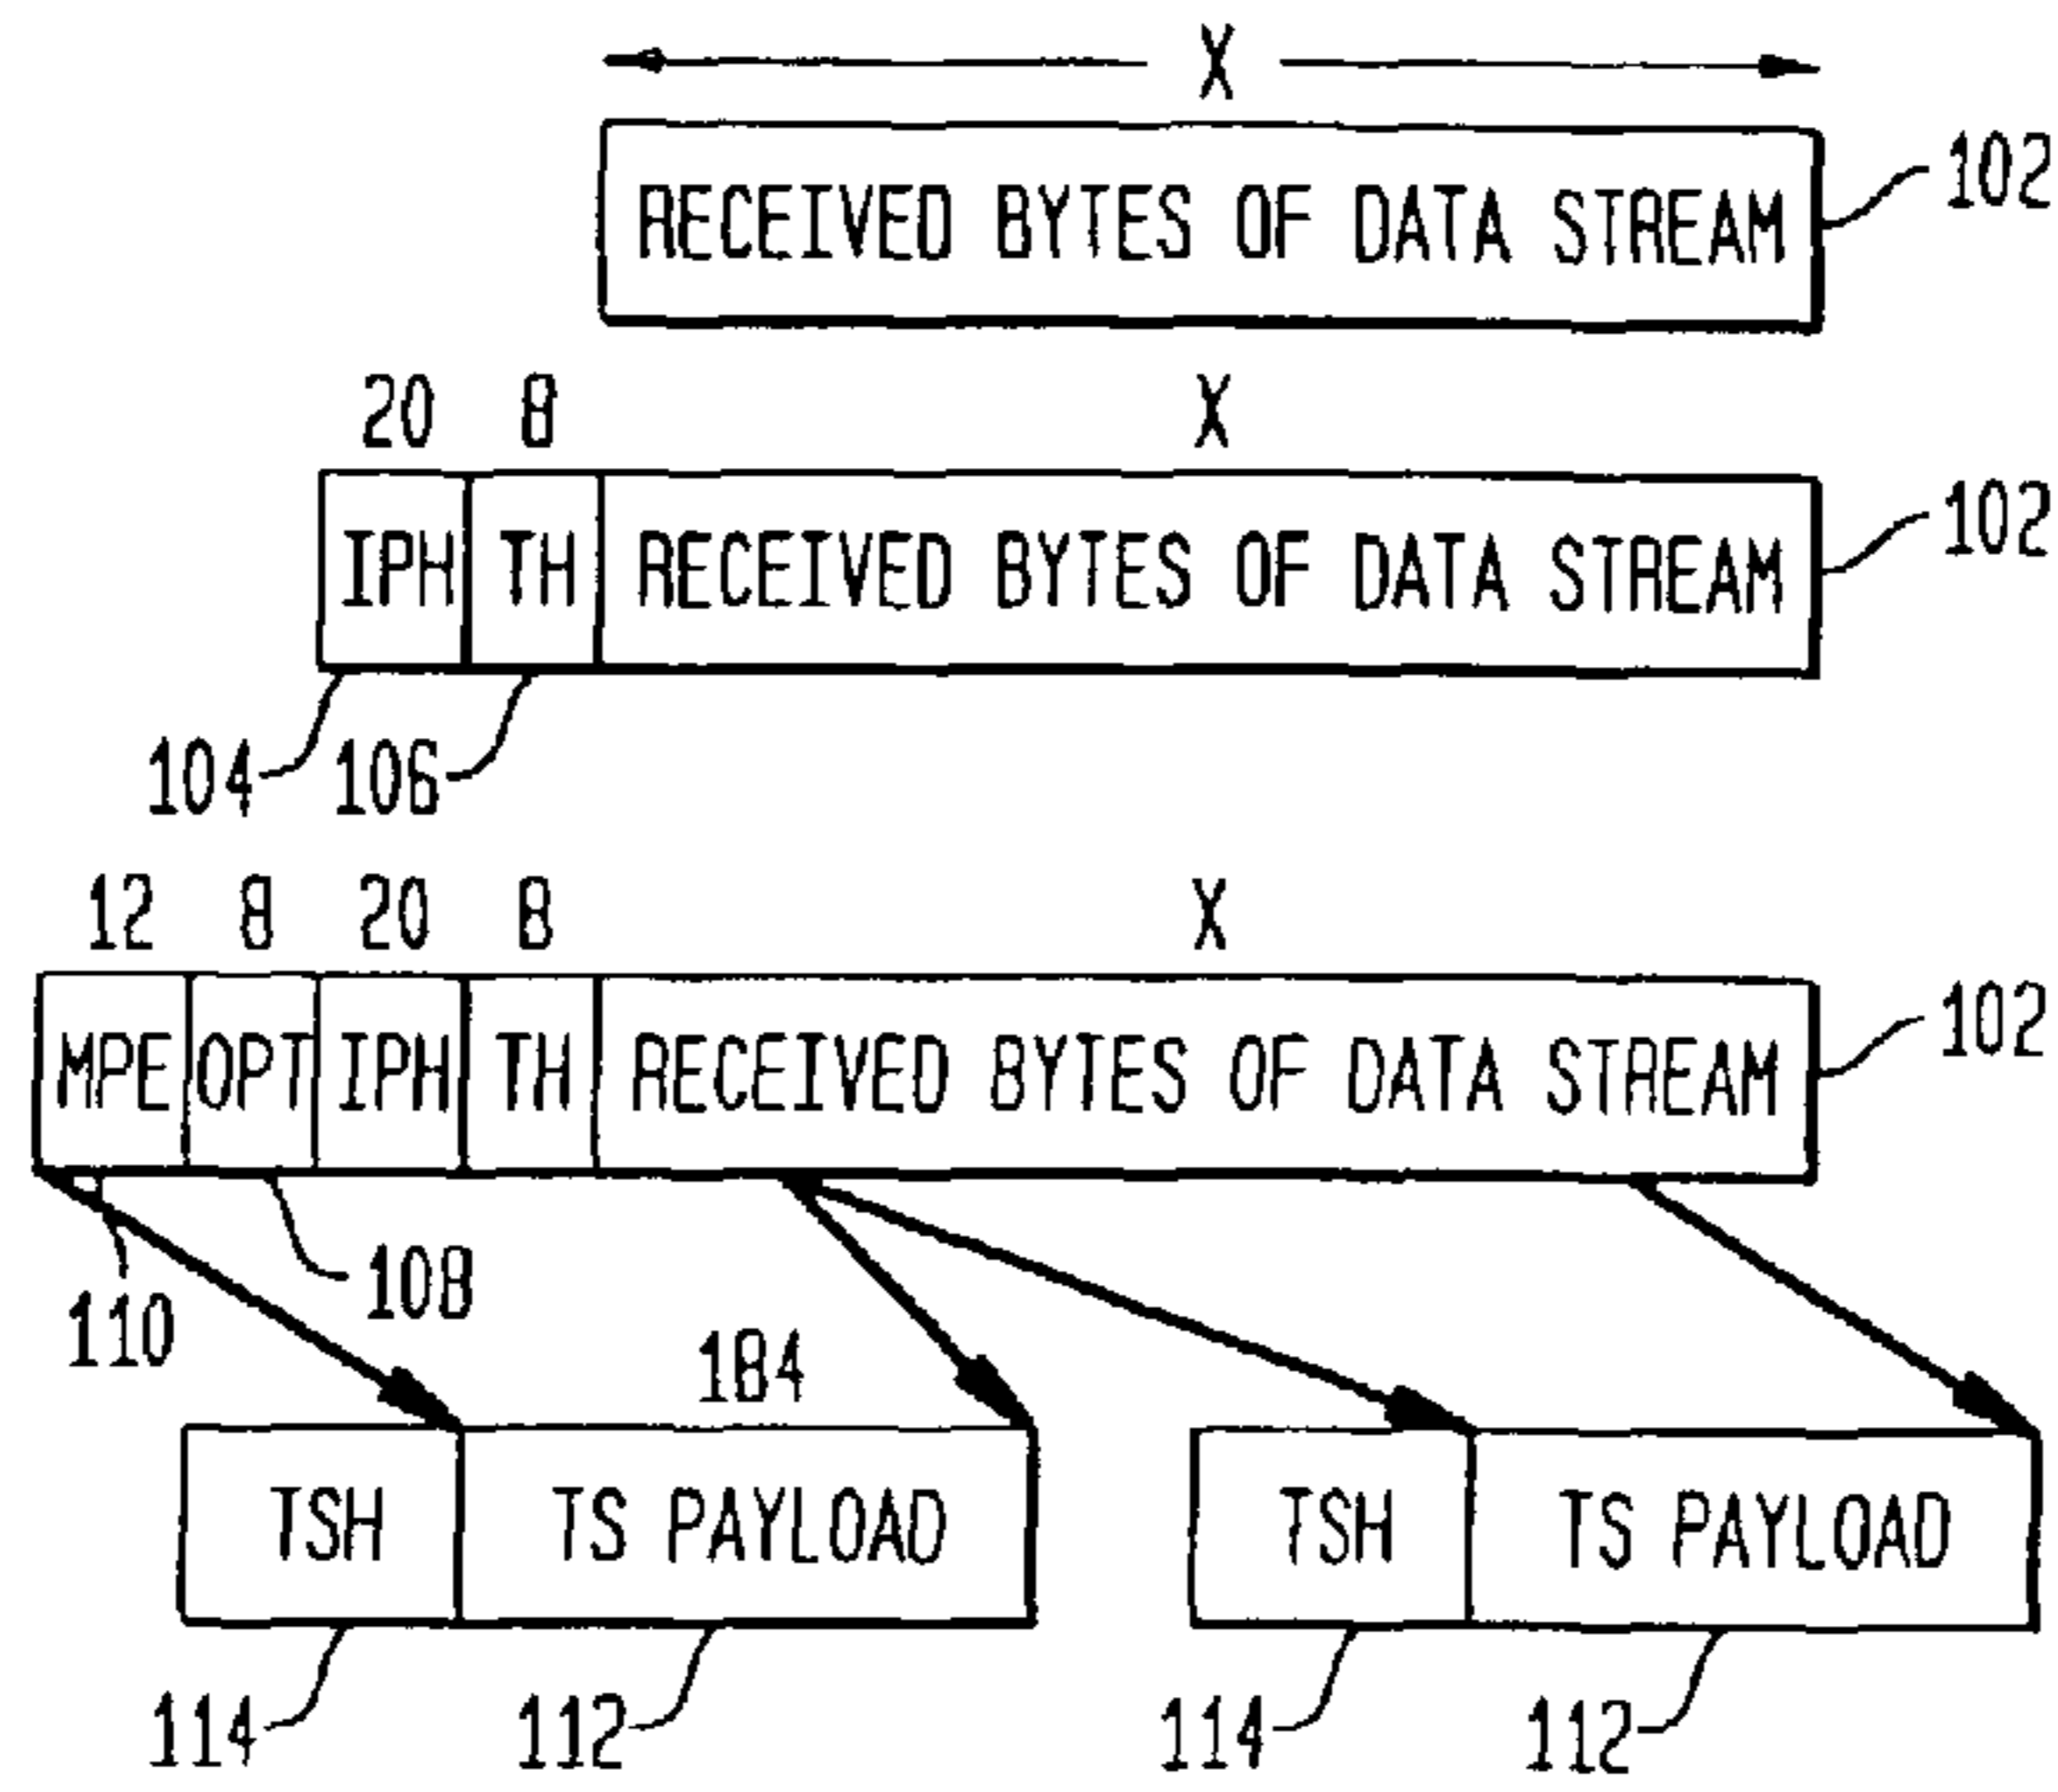 X
RECEIVED BYTES OF DATA STREAM 102
20 8 X
IPH TH RECEIVED BYTES OF DATA STREAM 102
104 106
12 8 20 8 X
MPE OPT IPH TH RECEIVED BYTES OF DATA STREAM 102
110 108
184
TSH TS PAYLOAD TSH TS PAYLOAD
114 112 114 112